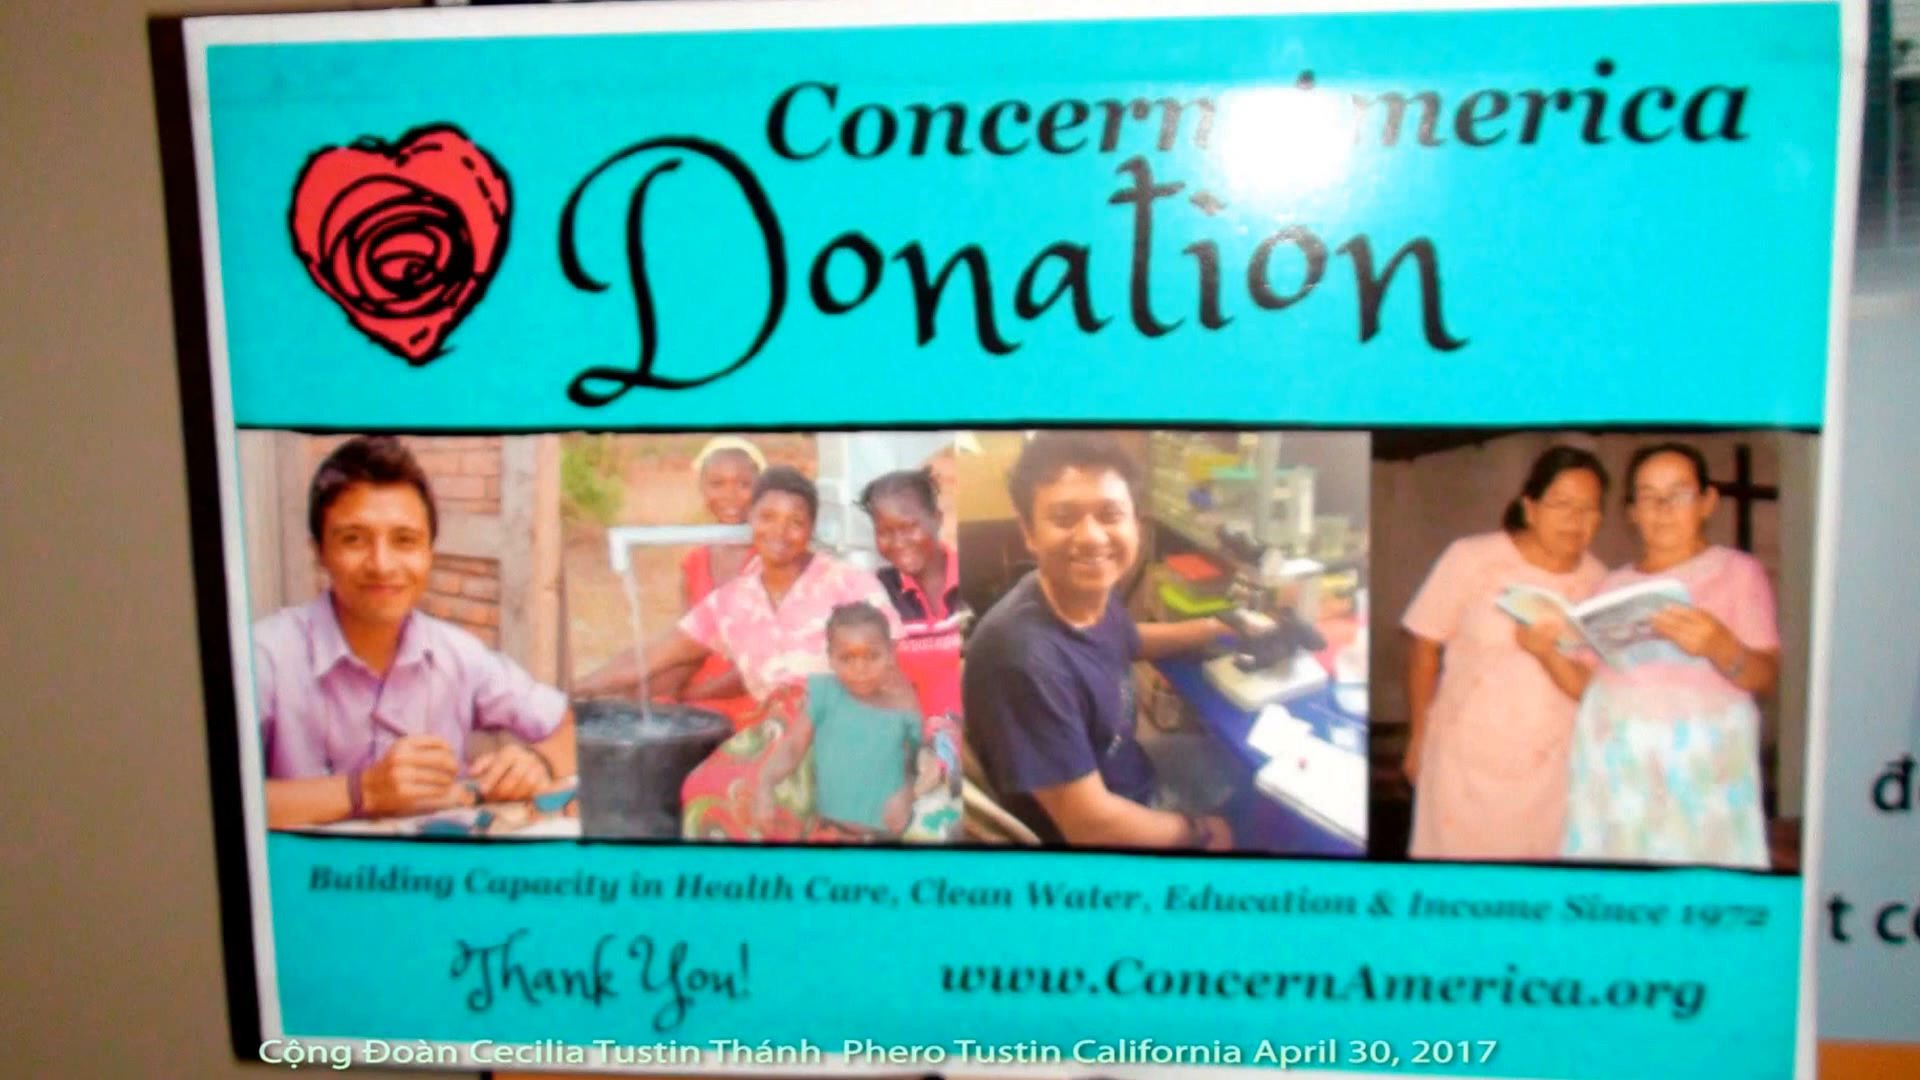 Concern America
Donation
Building Capacity in Health Care, Clean Water, Education & Income Since 1972
Thank You!
www.ConcernAmerica.org
Cộng Đoàn Cecilia Tustin Thánh Phero Tustin California April 30, 2017